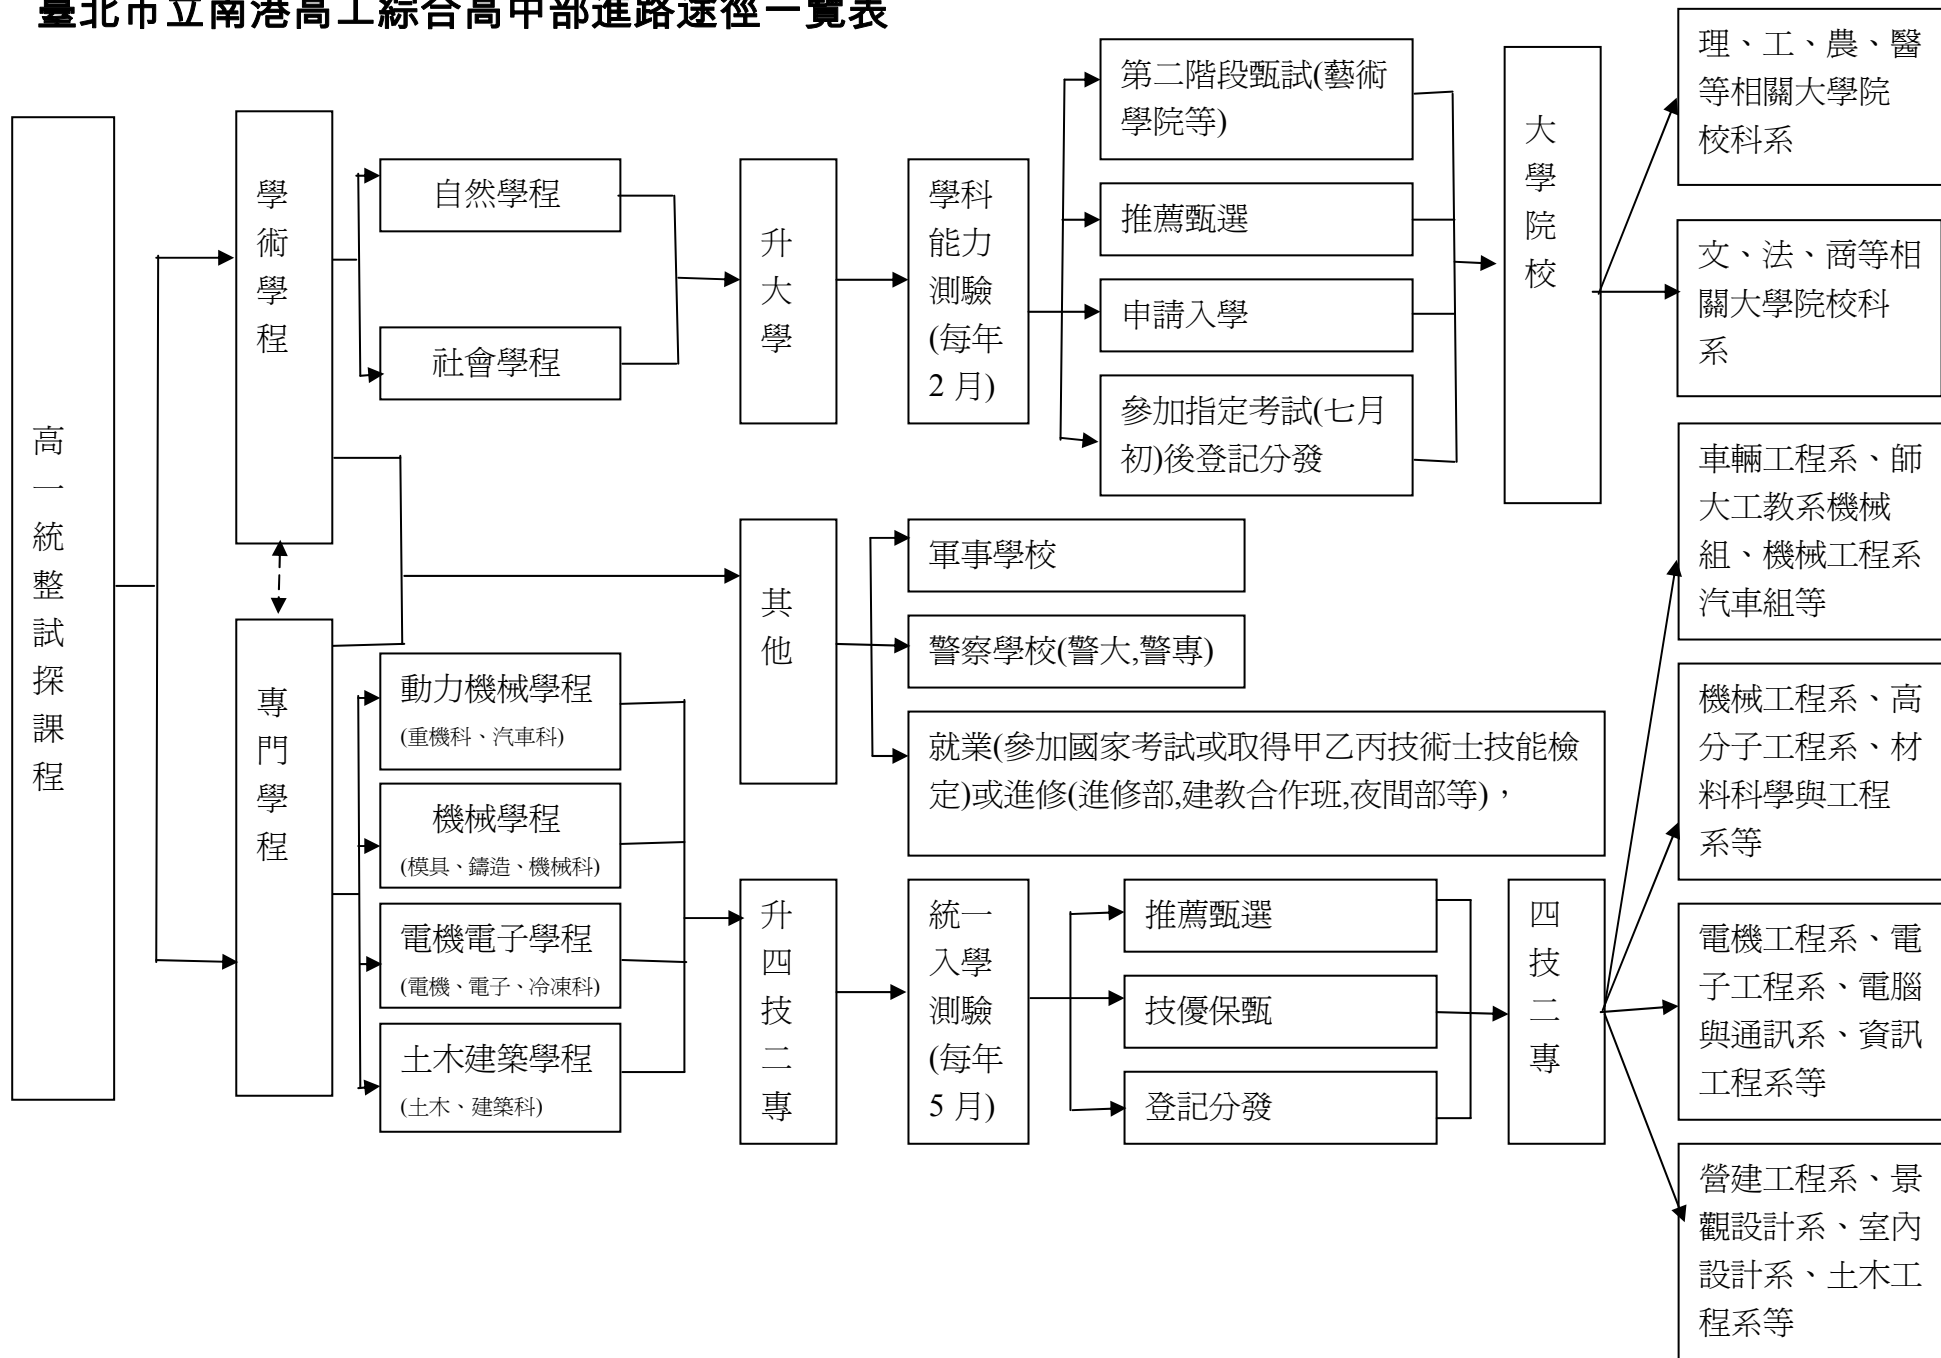 臺北市立南港高工綜合高中部進路途徑一覽表
高一統整試探課程
學術學程
專門學程
自然學程
社會學程
動力機械學程
(重機科、汽車科)
機械學程
(模具、鑄造、機械科)
電機電子學程
(電機、電子、冷凍科)
土木建築學程
(土木、建築科)
升大學
其他
升四技二專
學科
能力
測驗
(每年
2 月)
第二階段甄試(藝術
學院等)
推薦甄選
申請入學
參加指定考試(七月
初)後登記分發
軍事學校
警察學校(警大,警專)
就業(參加國家考試或取得甲乙丙技術士技能檢
定)或進修(進修部,建教合作班,夜間部等)，
統一
入學
測驗
(每年
5 月)
推薦甄選
技優保甄
登記分發
大學院校
四技二專
理、工、農、醫
等相關大學院
校科系
文、法、商等相
關大學院校科
系
車輛工程系、師
大工教系機械
組、機械工程系
汽車組等
機械工程系、高
分子工程系、材
料科學與工程
系等
電機工程系、電
子工程系、電腦
與通訊系、資訊
工程系等
營建工程系、景
觀設計系、室內
設計系、土木工
程系等